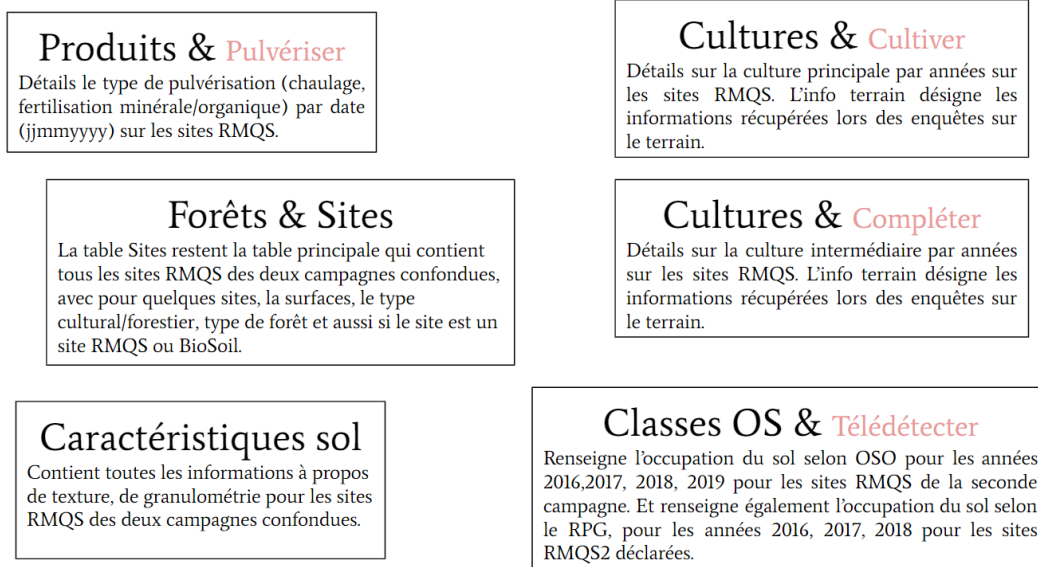 Produits & Pulvériser
Détails le type de pulvérisation (chaulage,
fertilisation minérale/organique) par date
(jjmmyyyy) sur les sites RMQS.
Cultures & Cultiver
Détails sur la culture principale par années sur
les sites RMQS. L'info terrain désigne les
informations récupérées lors des enquêtes sur
le terrain.
Forêts & Sites
La table Sites restent la table principale qui contient
tous les sites RMQS des deux campagnes confondues,
avec pour quelques sites, la surfaces, le type
cultural/forestier, type de forêt et aussi si le site est un
site RMQS ou BioSoil.
Cultures & Compléter
Détails sur la culture intermédiaire par années
sur les sites RMQS. L'info terrain désigne les
informations récupérées lors des enquêtes sur
le terrain.
Caractéristiques sol
Contient toutes les informations à propos
de texture, de granulométrie pour les sites
RMQS des deux campagnes confondues.
Classes OS & Télédétecter
Renseigne l'occupation du sol selon OSO pour les années
2016,2017, 2018, 2019 pour les sites RMQS de la seconde
campagne. Et renseigne également l'occupation du sol selon
le RPG, pour les années 2016, 2017, 2018 pour les sites
RMQS2 déclarées.